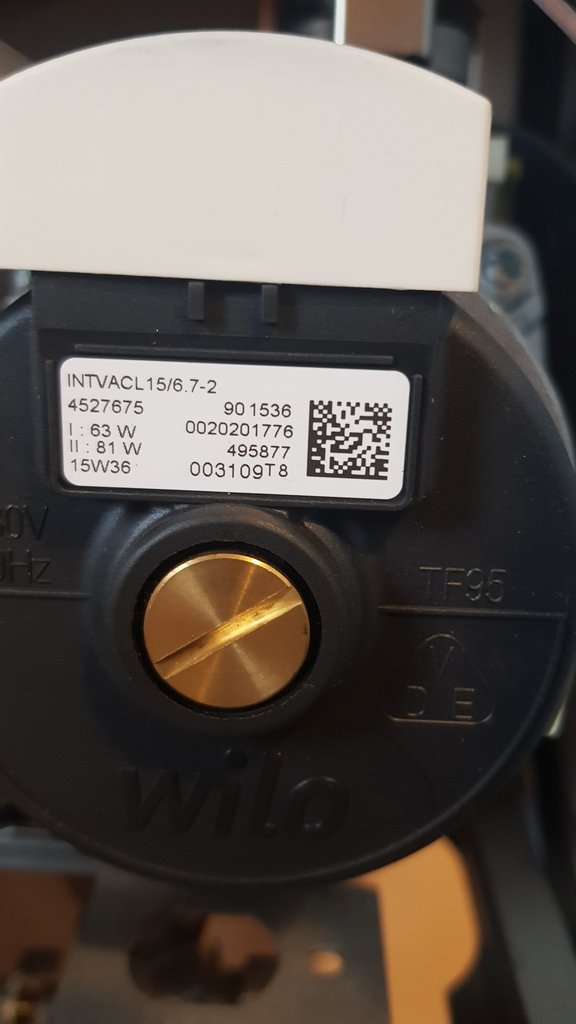 INTVACL15/6.7-2
4527675 901536
I : 63 W 0020201776
II : 81 W 495877
15W36 003109T8
TF95
V
D E
wilo